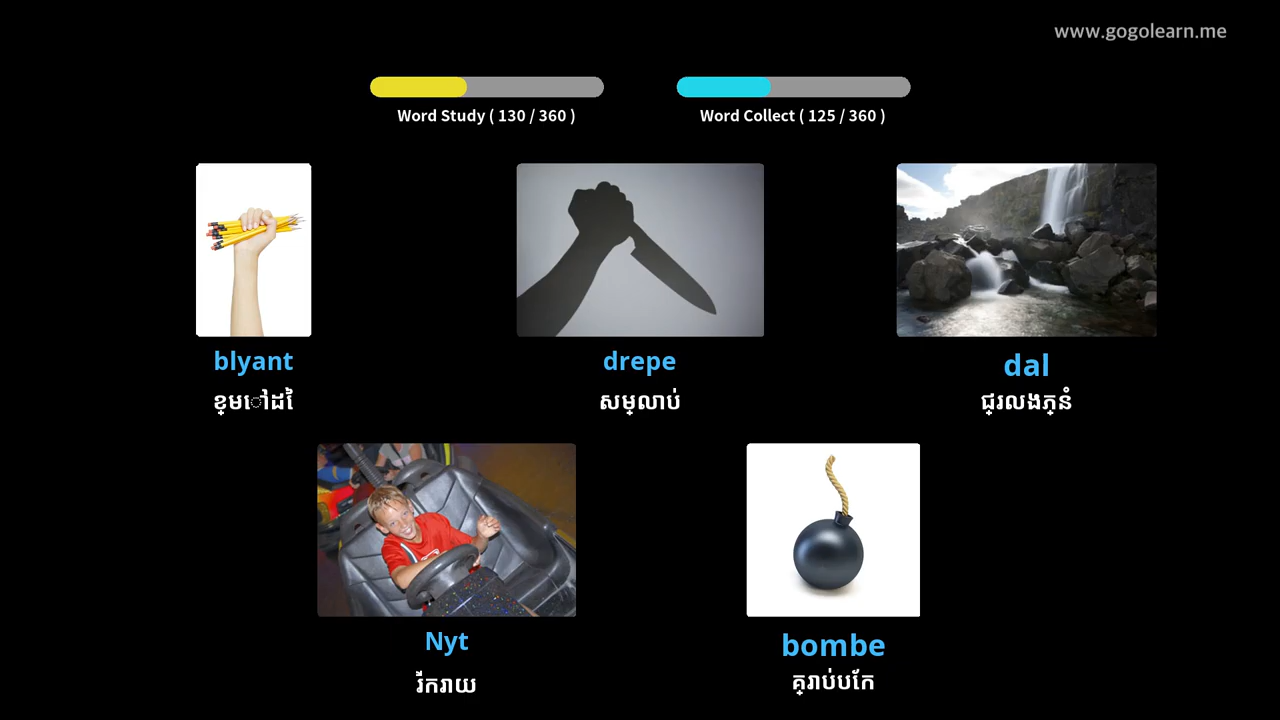 www.gogolearn.me
Word Study ( 130 / 360 )
Word Collect ( 125 / 360 )
blyant
drepe
dal
ខ្មៅដៃ
សម្លាប់
ជ្រលងភ្នំ
Nyt
bombe
រីករាយ
គ្រាប់បែក